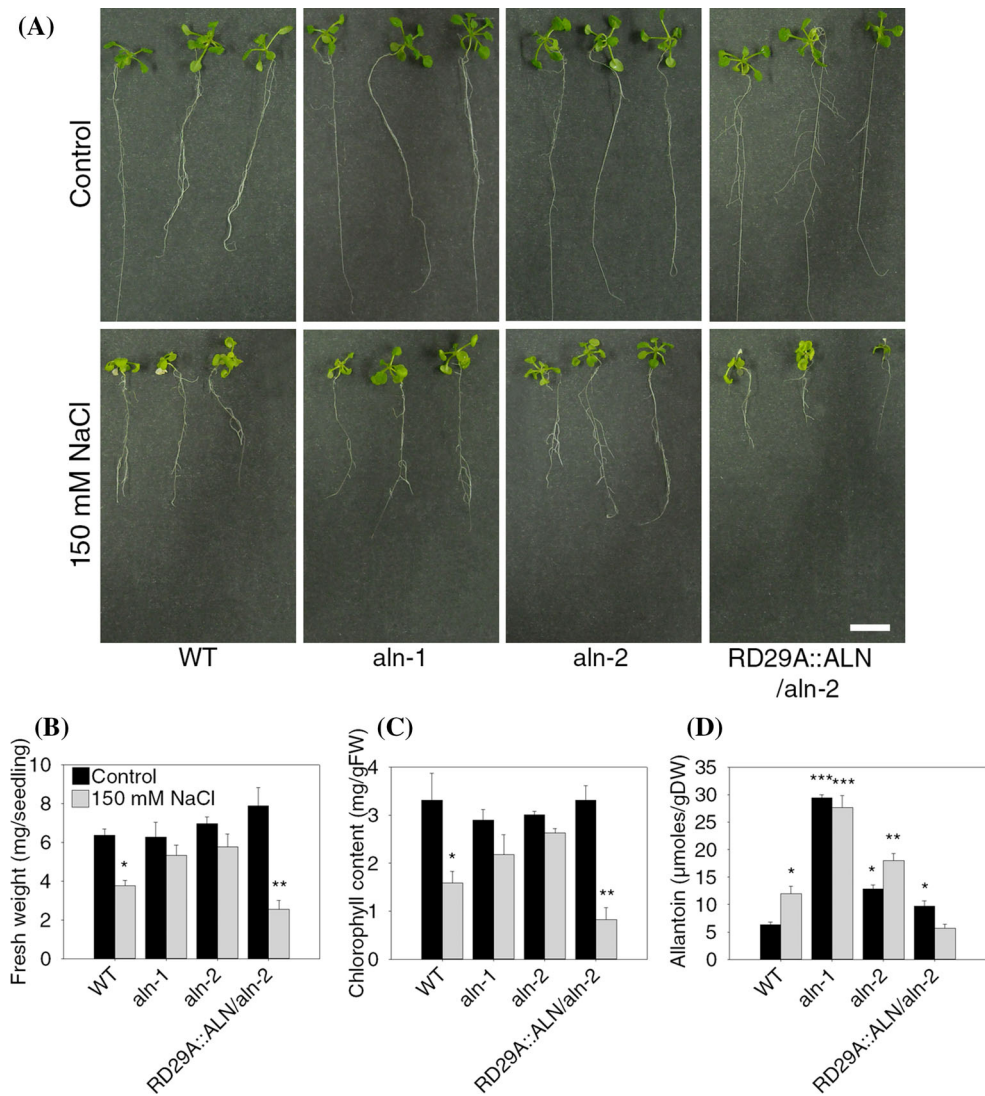 (A)
Control
150 mM NaCl
WT
aln-1
aln-2
RD29A::ALN
/aln-2
(B)
Fresh weight (mg/seedling)
10
8
6
4
2
0
Control
150 mM NaCl
*
**
WT
aln-1
aln-2
RD29A::ALN/aln-2
(C)
Chlorophyll content (mg/gFW)
4
3
2
1
0
*
**
WT
aln-1
aln-2
RD29A::ALN/aln-2
(D)
Allantoin (μmoles/gDW)
35
30
25
20
15
10
5
0
*
***
***
*
**
*
WT
aln-1
aln-2
RD29A::ALN/aln-2